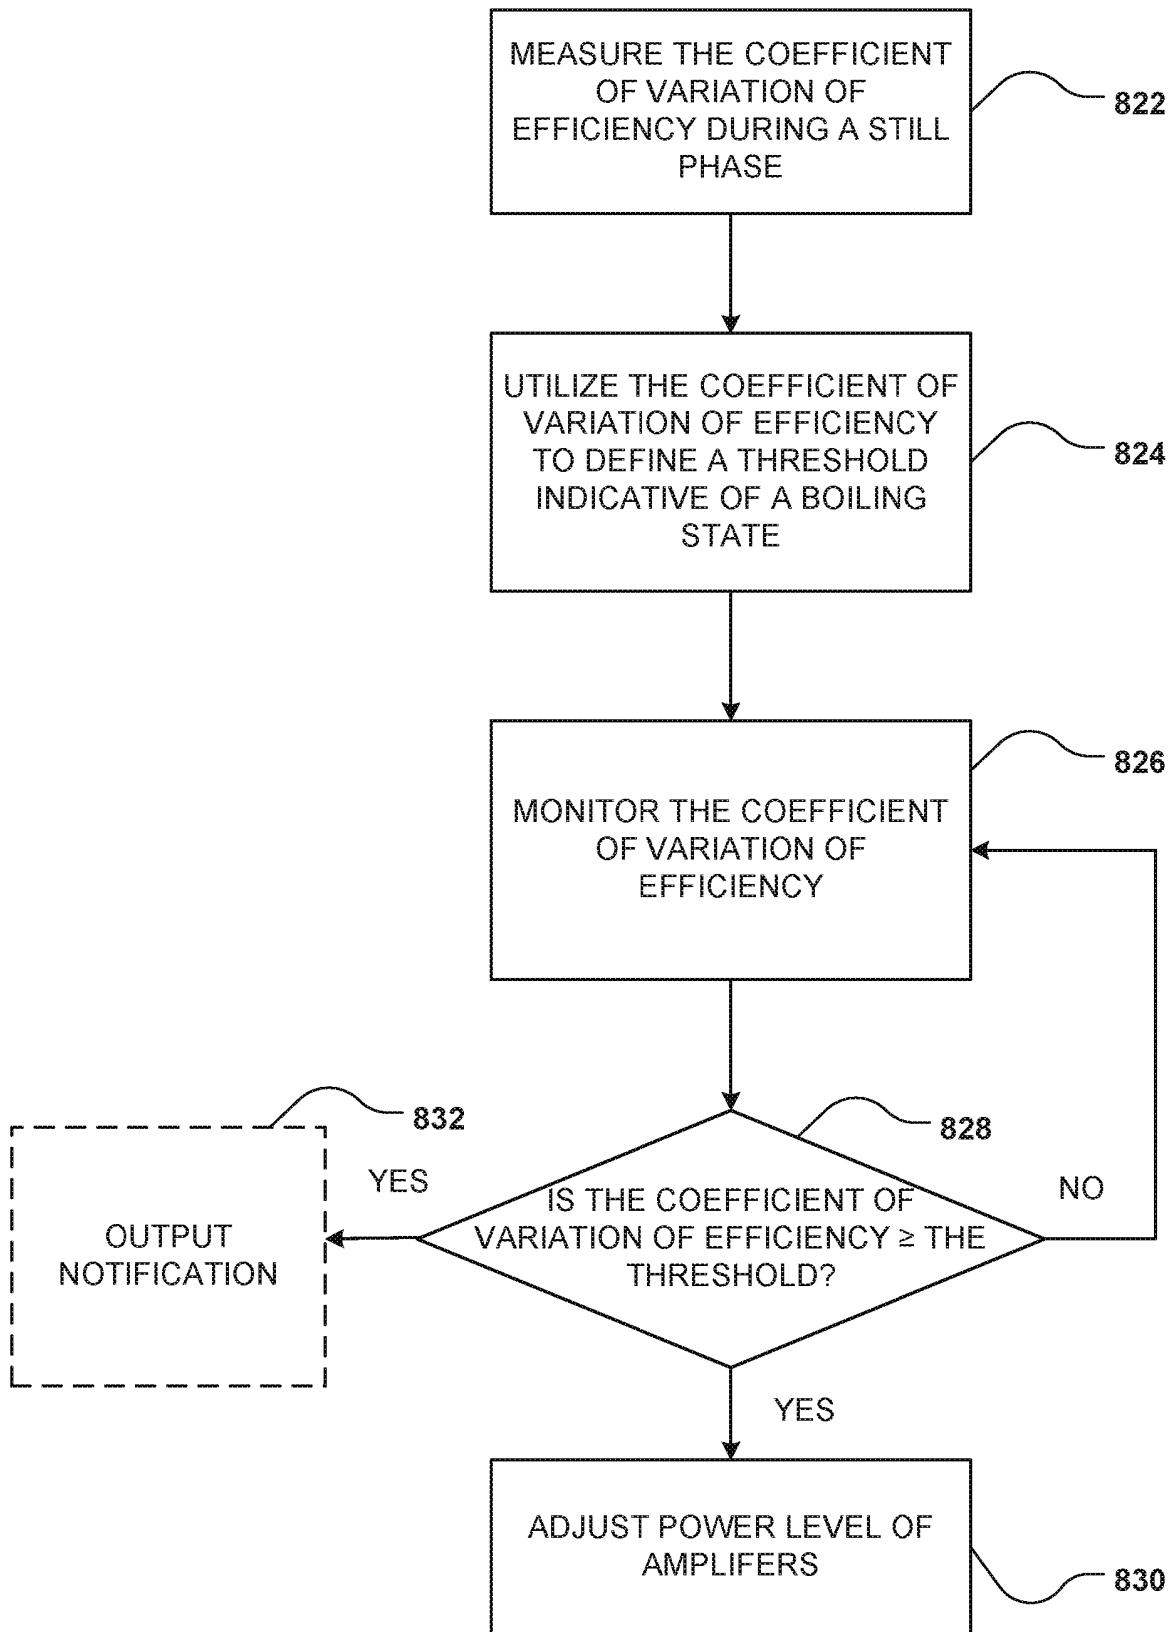 MEASURE THE COEFFICIENT
OF VARIATION OF
EFFICIENCY DURING A STILL
PHASE
822
UTILIZE THE COEFFICIENT OF
VARIATION OF EFFICIENCY
TO DEFINE A THRESHOLD
INDICATIVE OF A BOILING
STATE
824
826
MONITOR THE COEFFICIENT
OF VARIATION OF
EFFICIENCY
832
828
YES
NO
IS THE COEFFICIENT OF
VARIATION OF EFFICIENCY ≥ THE
THRESHOLD?
OUTPUT
NOTIFICATION
YES
ADJUST POWER LEVEL OF
AMPLIFERS
830